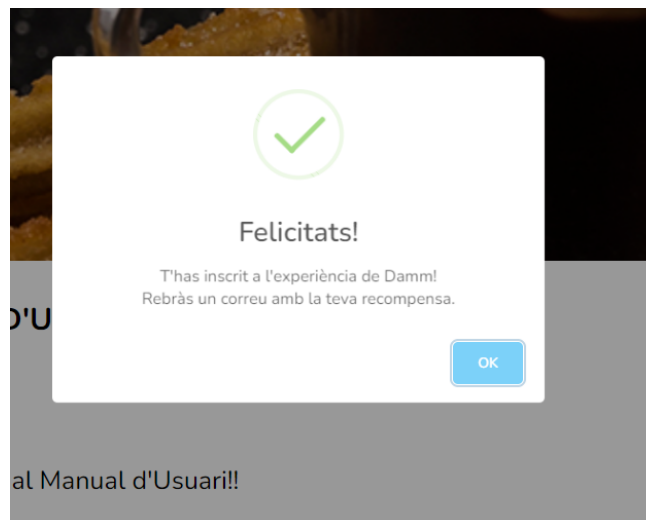 Felicitats!
T'has inscrit a l'experiència de Damm!
Rebràs un correu amb la teva recompensa.
D'U
OK
al Manual d'Usuari!!